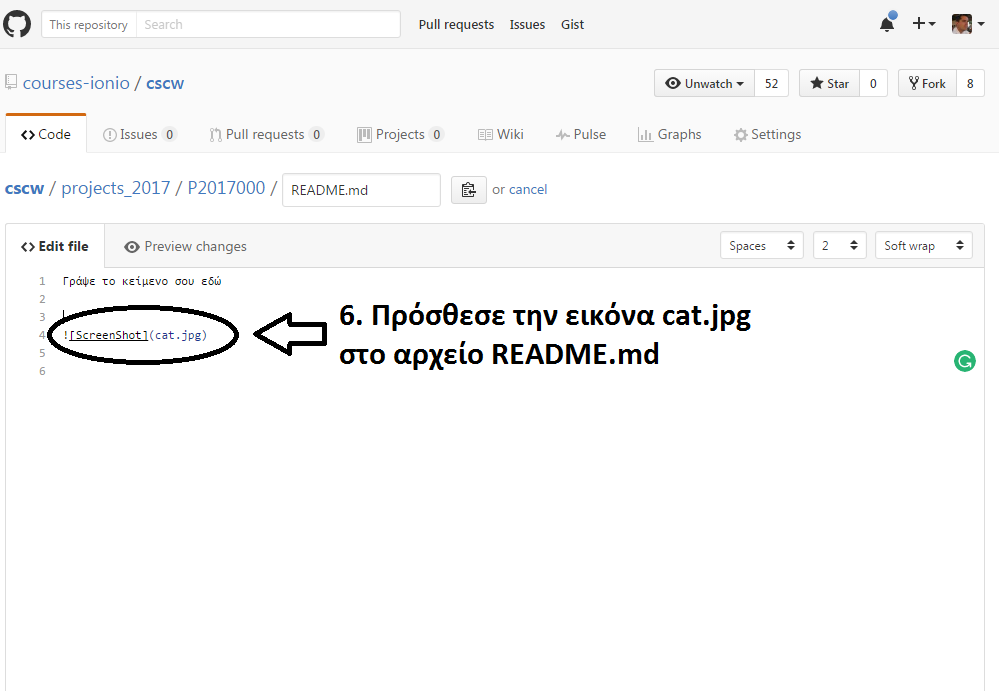 This repository Search Pull requests Issues Gist
courses-ionio / cscw Unwatch 52 Star 0 Fork 8
Code Issues 0 Pull requests 0 Projects 0 Wiki Pulse Graphs Settings
cscw / projects_2017 / P2017000 / README.md or cancel
Edit file Preview changes Spaces 2 Soft wrap
1 Γράψε το κείμενο σου εδώ
2
3
4 ![ScreenShot](cat.jpg)
5
6
6. Πρόσθεσε την εικόνα cat.jpg
στο αρχείο README.md